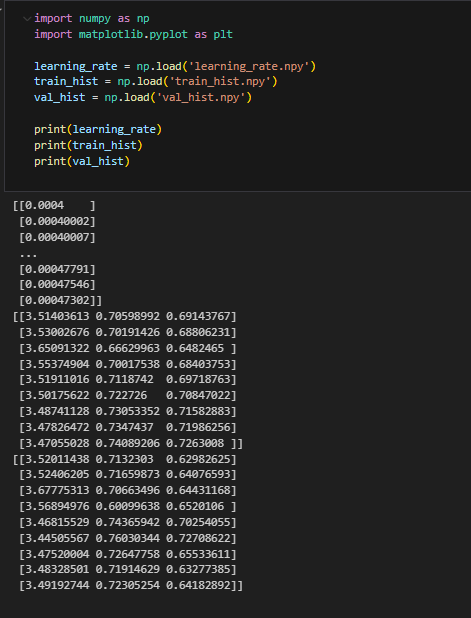 import numpy as np
import matplotlib.pyplot as plt
learning_rate = np.load('learning_rate.npy')
train_hist = np.load('train_hist.npy')
val_hist = np.load('val_hist.npy')
print(learning_rate)
print(train_hist)
print(val_hist)
[[0.0004    ]
 [0.00040002]
 [0.00040007]
 ...
 [0.00047791]
 [0.00047546]
 [0.00047302]]
[[3.51403613 0.70598992 0.69143767]
 [3.53002676 0.70191426 0.68806231]
 [3.65091322 0.66629963 0.6482465 ]
 [3.55374904 0.70017538 0.68403753]
 [3.51911016 0.7118742  0.69718763]
 [3.50175622 0.722726   0.70847022]
 [3.48741128 0.73053352 0.71582883]
 [3.47826472 0.7347437  0.71986256]
 [3.47055028 0.74089206 0.7263008 ]]
[[3.52011438 0.7132303  0.62982625]
 [3.52406205 0.71659873 0.64076593]
 [3.67775313 0.70663496 0.64431168]
 [3.56894976 0.60099638 0.6520106 ]
 [3.46815529 0.74365942 0.70254055]
 [3.44505567 0.76030344 0.72708622]
 [3.47520004 0.72647758 0.65533611]
 [3.48328501 0.71914629 0.63277385]
 [3.49192744 0.72305254 0.64182892]]